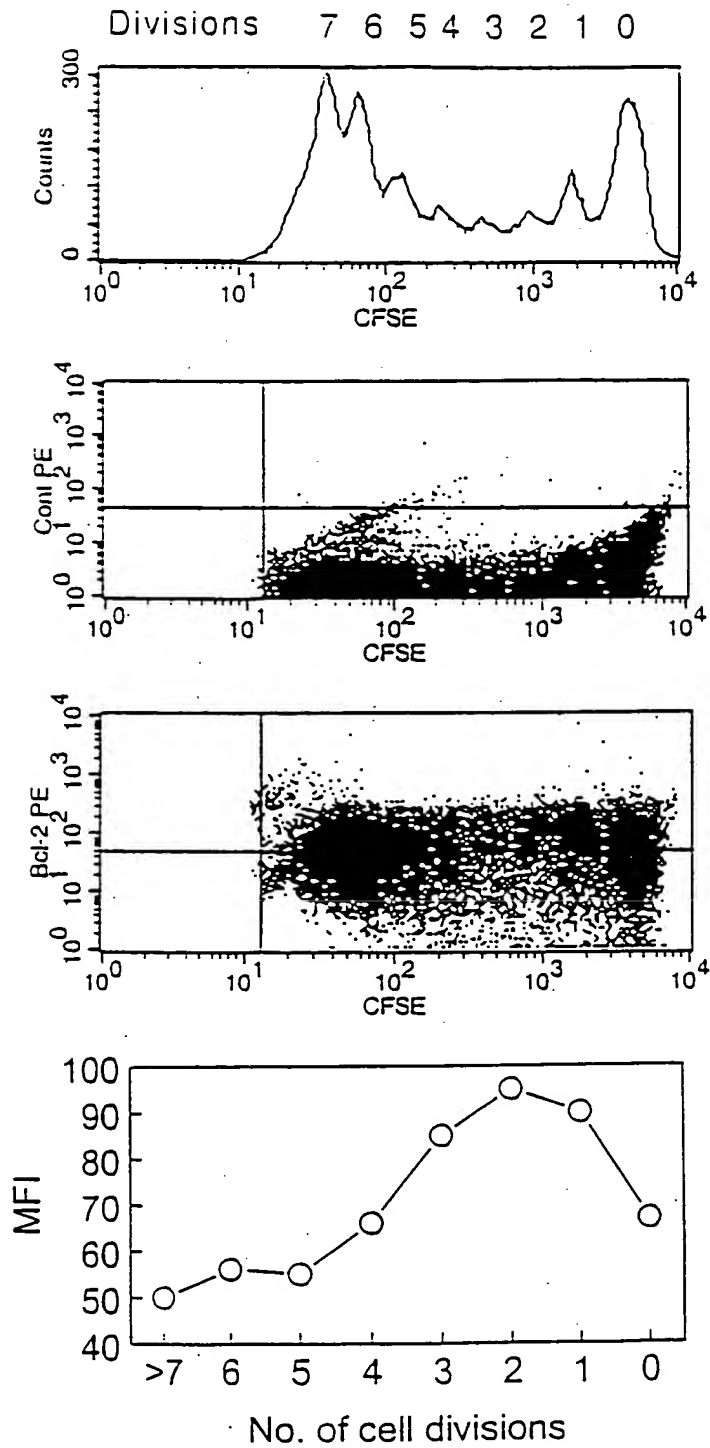 Divisions 7 6 5 4 3 2 1 0
300
Counts
0
10^0 10^1 10^2 10^3 10^4
CFSE
10^4
10^3
10^2
10^1
10^0
Cont PE
10^0 10^1 10^2 10^3 10^4
CFSE
10^4
10^3
10^2
10^1
10^0
Bcl-2 PE
10^0 10^1 10^2 10^3 10^4
CFSE
100
90
80
70
60
50
40
MFI
>7 6 5 4 3 2 1 0
No. of cell divisions